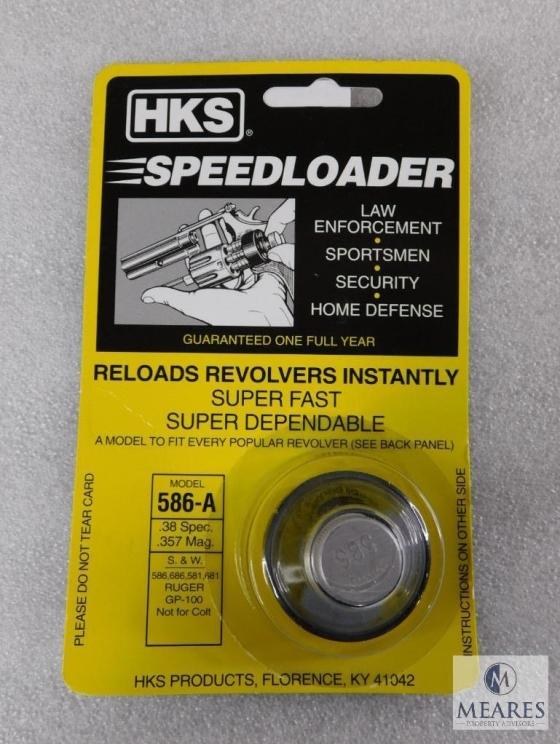 HKS®
SPEEDLOADER
LAW
ENFORCEMENT
•
SPORTSMEN
•
SECURITY
•
HOME DEFENSE
GUARANTEED ONE FULL YEAR
RELOADS REVOLVERS INSTANTLY
SUPER FAST
SUPER DEPENDABLE
A MODEL TO FIT EVERY POPULAR REVOLVER (SEE BACK PANEL)
PLEASE DO NOT TEAR CARD
MODEL
586-A
.38 Spec.
.357 Mag.
S. & W.
586,686,581,681
RUGER
GP-100
Not for Colt
INSTRUCTIONS ON OTHER SIDE
HKS PRODUCTS, FLORENCE, KY 41042
M
MEARES
PROPERTY ADVISORS